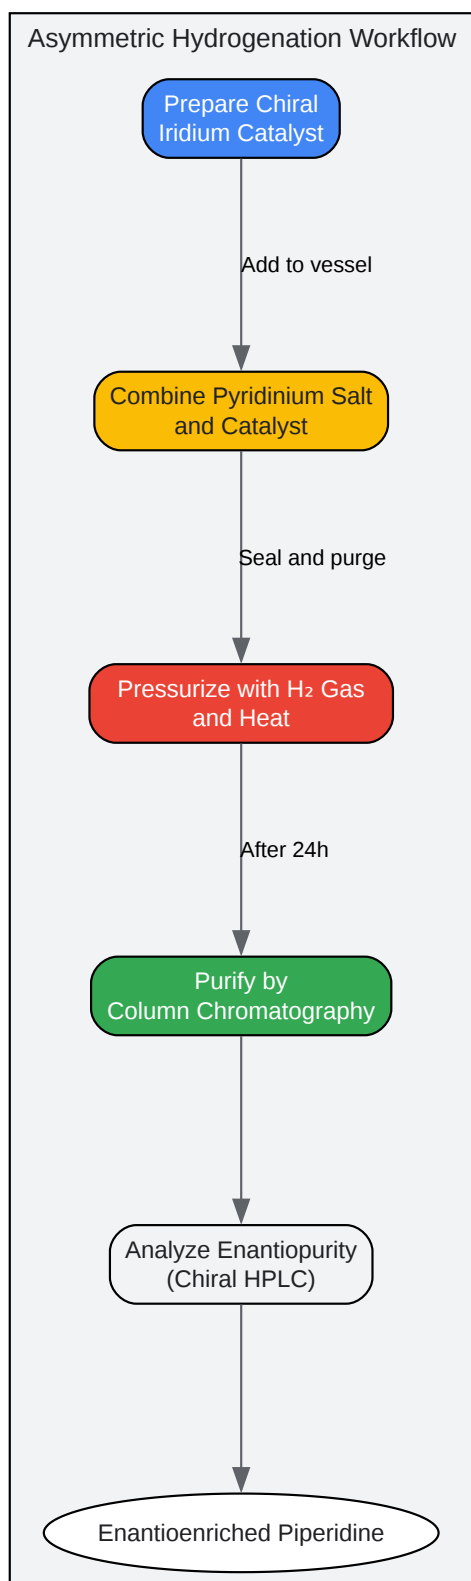 Asymmetric Hydrogenation Workflow
Prepare Chiral
Iridium Catalyst
Add to vessel
Combine Pyridinium Salt
and Catalyst
Seal and purge
Pressurize with H₂ Gas
and Heat
After 24h
Purify by
Column Chromatography
Analyze Enantiopurity
(Chiral HPLC)
Enantioenriched Piperidine